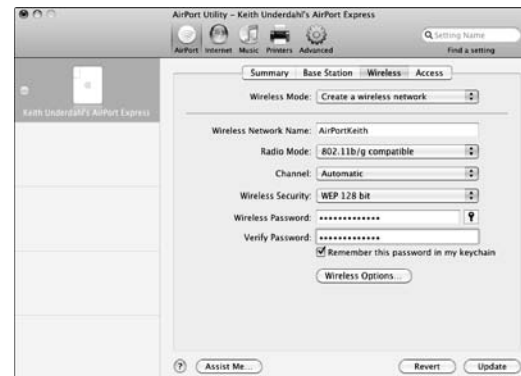 AirPort Utility – Keith Underdahl's AirPort Express
Setting Name
AirPort Internet Music Printers Advanced
Find a setting
Summary Base Station Wireless Access
Keith Underdahl's AirPort Express
Wireless Mode: Create a wireless network
Wireless Network Name: AirPortKeith
Radio Mode: 802.11b/g compatible
Channel: Automatic
Wireless Security: WEP 128 bit
Wireless Password: •••••••••••••
Verify Password: •••••••••••••
Remember this password in my keychain
Wireless Options...
? Assist Me... Revert Update